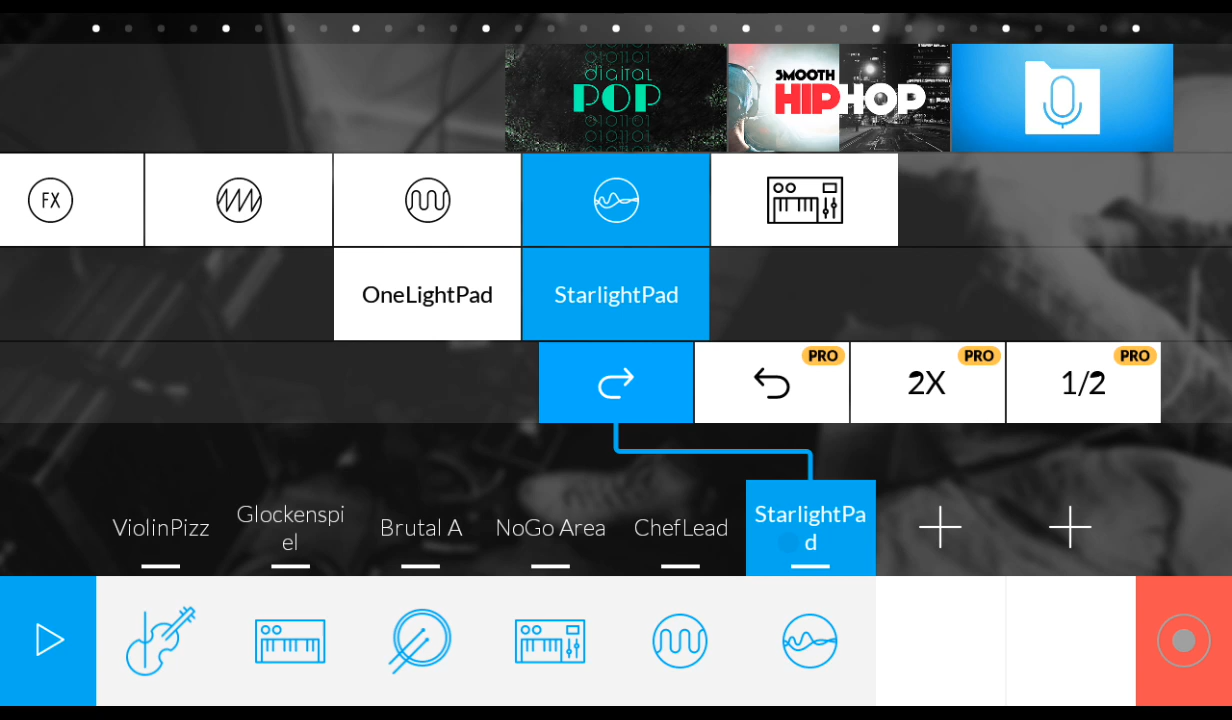 0101101
digital
POP
0101101
0101101
SMOOTH
HIPHOP
FX
OneLightPad
StarlightPad
PRO
2X
PRO
1/2
PRO
ViolinPizz
Glockenspi
el
Brutal A
NoGo Area
ChefLead
StarlightPa
d